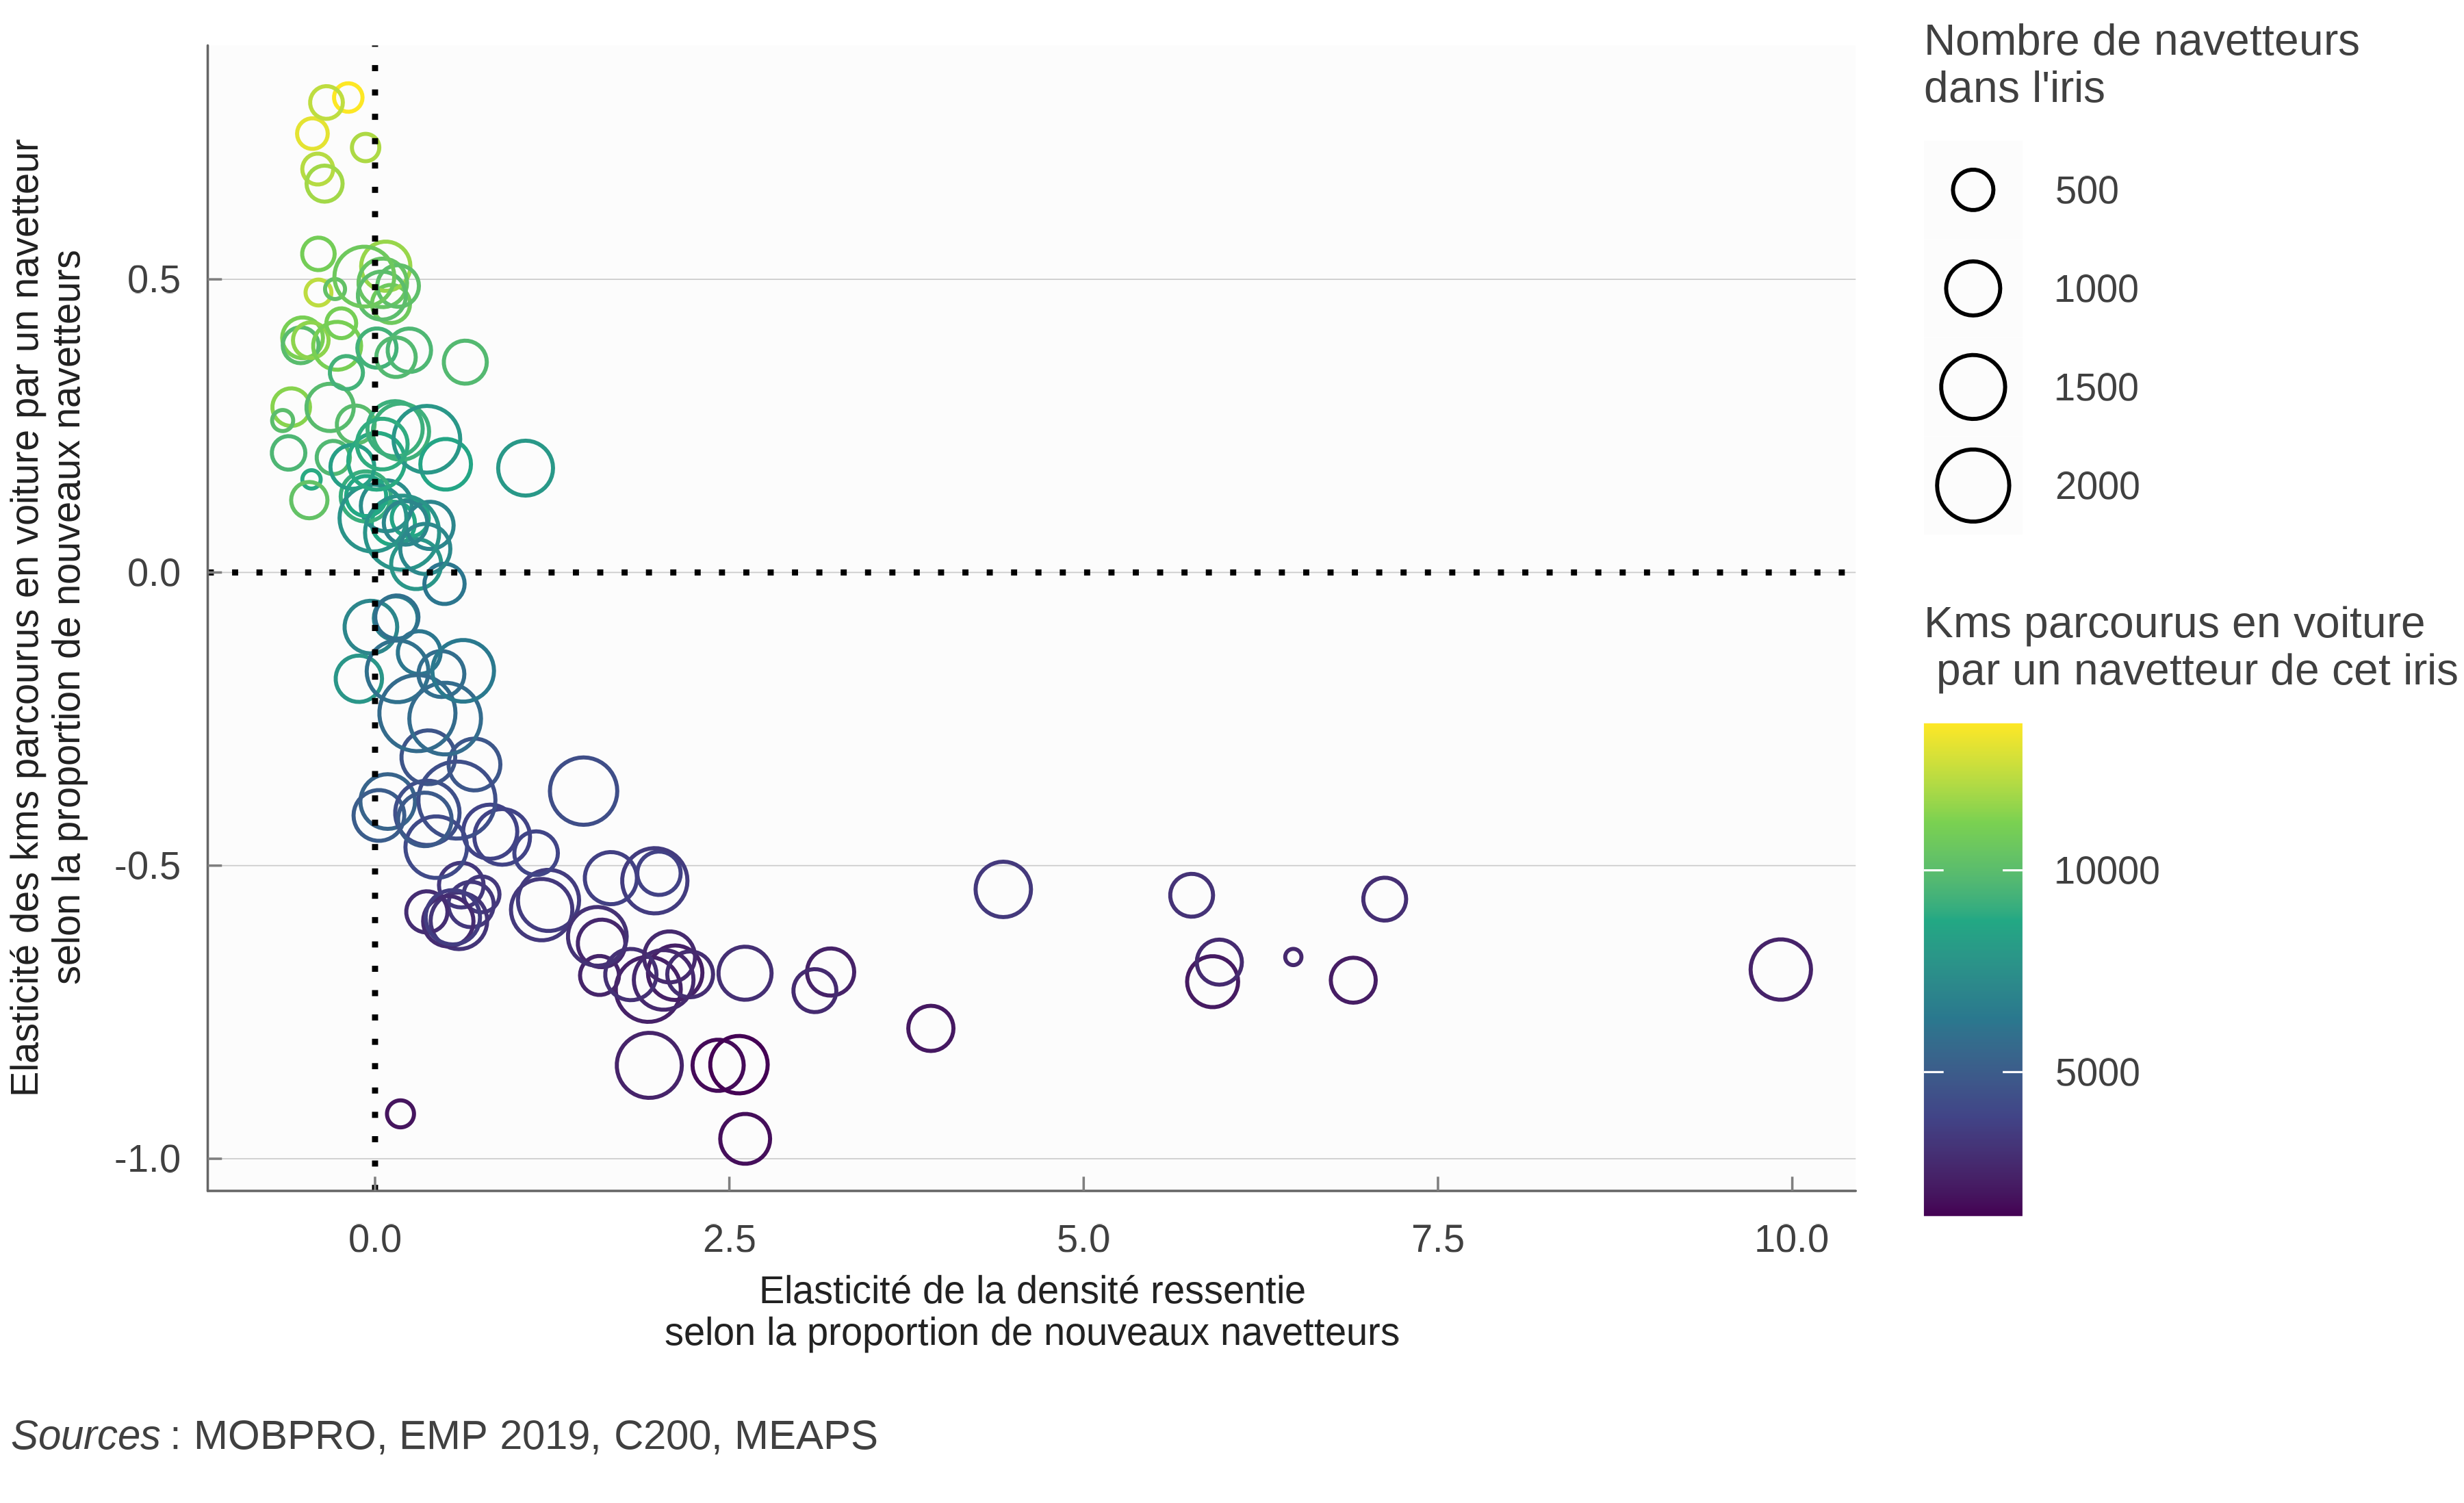 Elasticité des kms parcourus en voiture par un navetteur
selon la proportion de nouveaux navetteurs
0.5
0.0
-0.5
-1.0
0.0
2.5
5.0
7.5
10.0
Elasticité de la densité ressentie
selon la proportion de nouveaux navetteurs
Nombre de navetteurs
dans l'iris
500
1000
1500
2000
Kms parcourus en voiture
par un navetteur de cet iris
10000
5000
Sources : MOBPRO, EMP 2019, C200, MEAPS